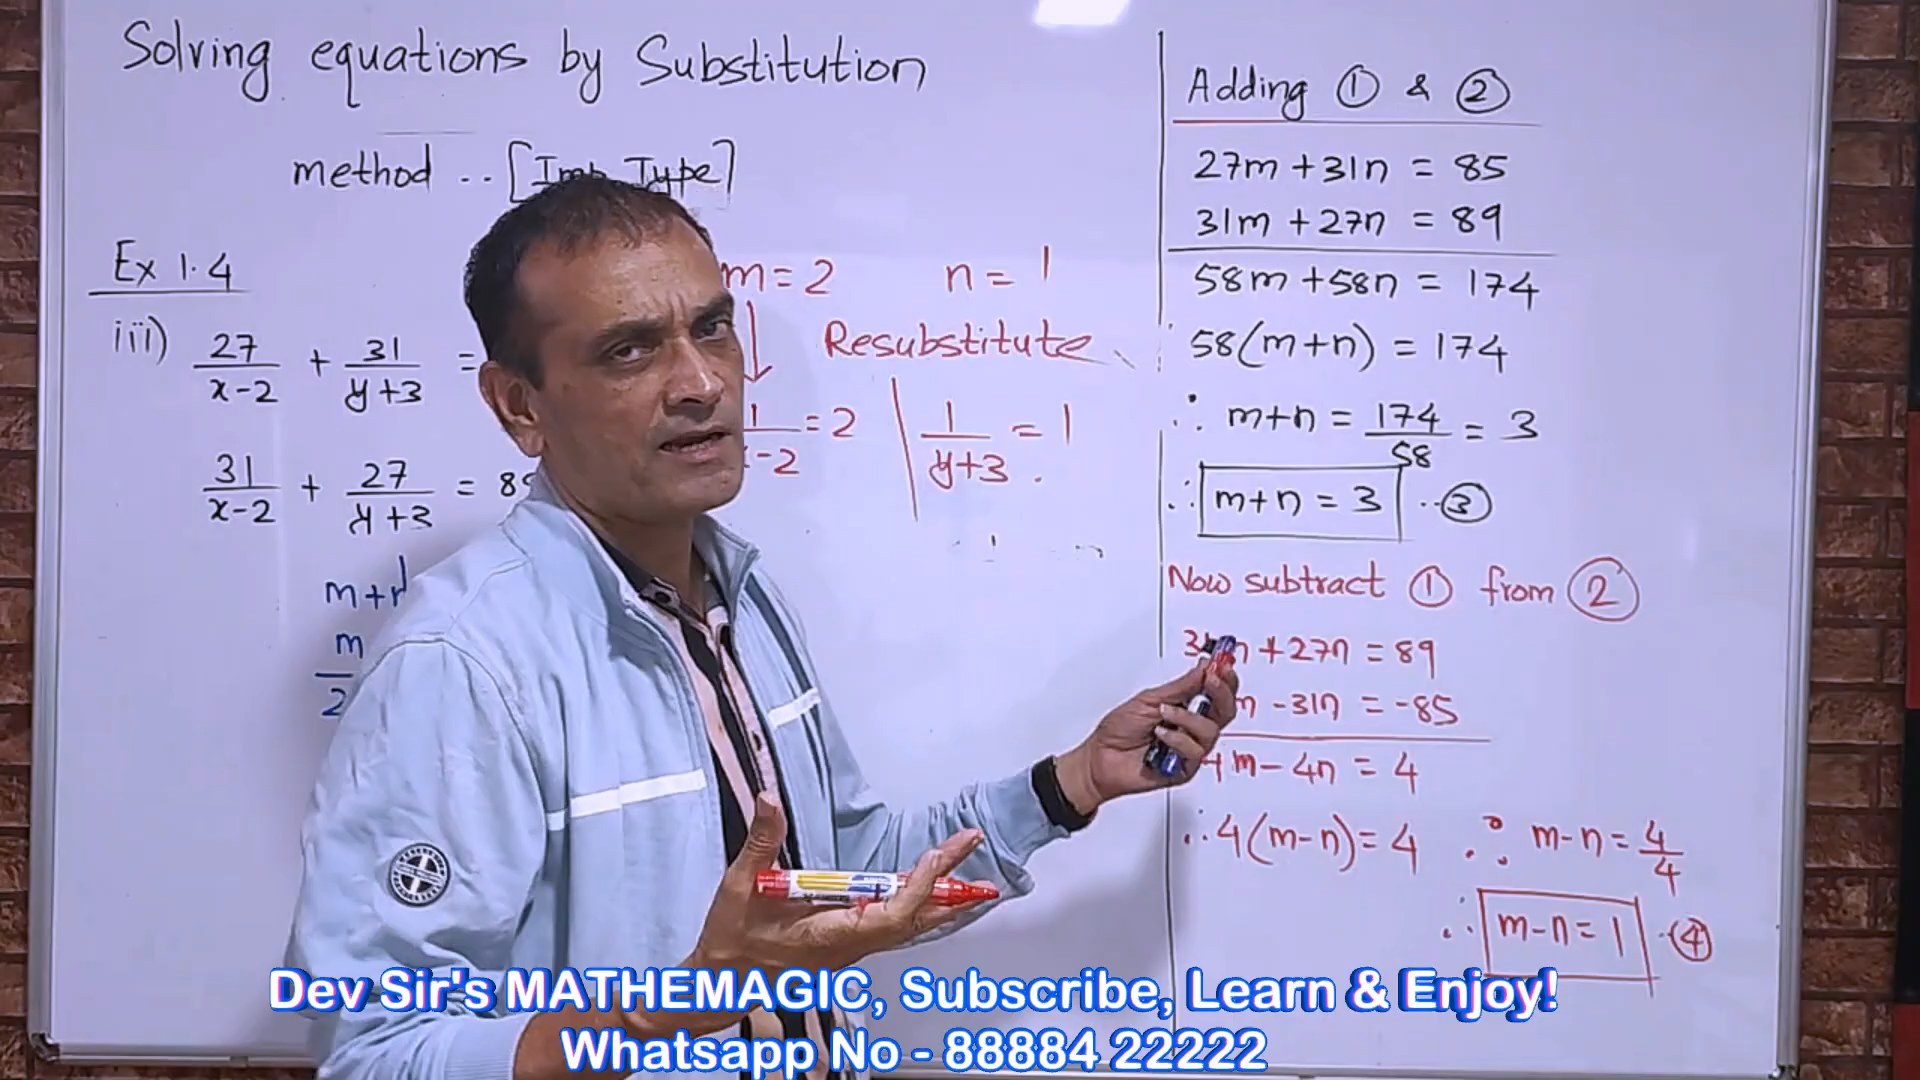 Solving equations by Substitution
method .. [Imp Type]
Ex 1.4
iii) 27/(x-2) + 31/(y+3) =
31/(x-2) + 27/(y+3) =
m+n
m
2
m = 2 n = 1
Resubstitute
1/x-2 = 2 | 1/(y+3) = 1
Adding ① & ②
27m + 31n = 85
31m + 27n = 89
58m + 58n = 174
58(m+n) = 174
∴ m+n = 174/58 = 3
∴ m+n = 3 ..③
Now subtract ① from ②
31m + 27n = 89
m - 31n = -85
4m - 4n = 4
∴ 4(m-n) = 4 ∴ m-n = 4/4
∴ m-n = 1 ..④
Dev Sir's MATHEMAGIC, Subscribe, Learn & Enjoy!
Whatsapp No - 88884 22222